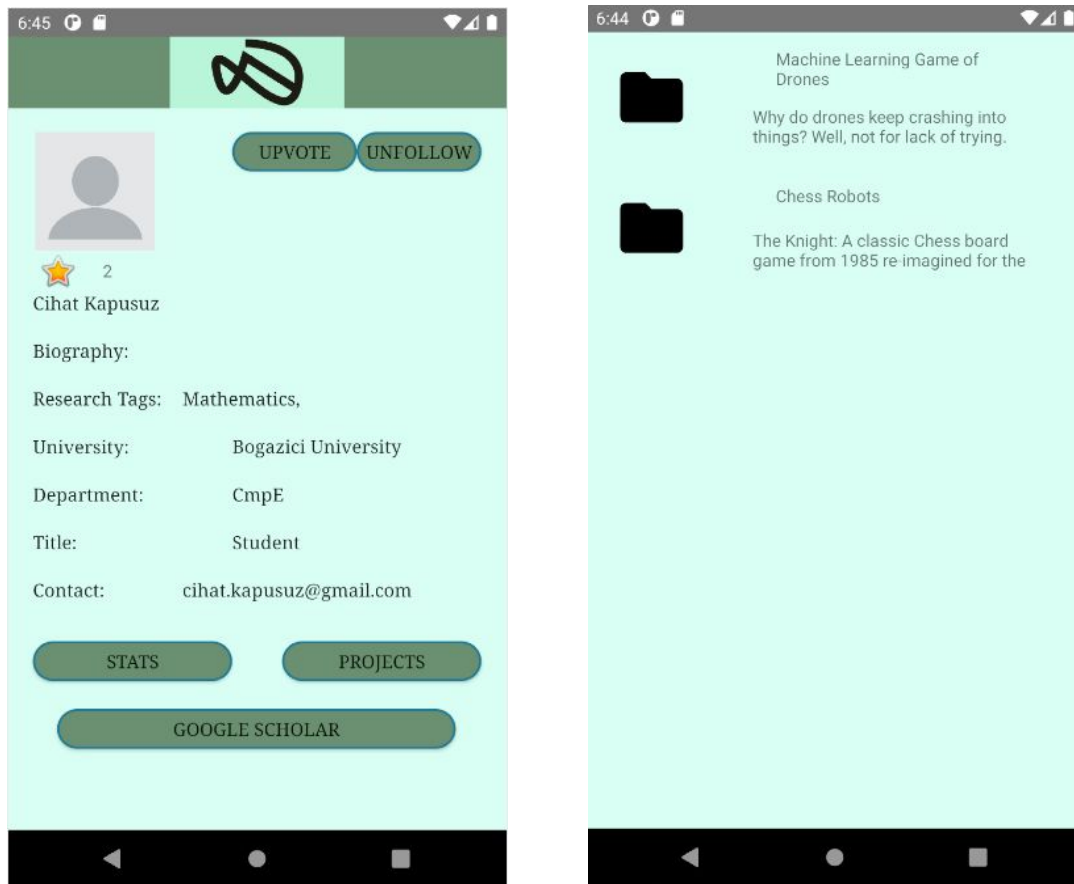 6:45
UPVOTE UNFOLLOW
2
Cihat Kapusuz
Biography:
Research Tags: Mathematics,
University: Bogazici University
Department: CmpE
Title: Student
Contact: cihat.kapusuz@gmail.com
STATS PROJECTS
GOOGLE SCHOLAR
6:44
Machine Learning Game of
Drones
Why do drones keep crashing into
things? Well, not for lack of trying.
Chess Robots
The Knight: A classic Chess board
game from 1985 re-imagined for the